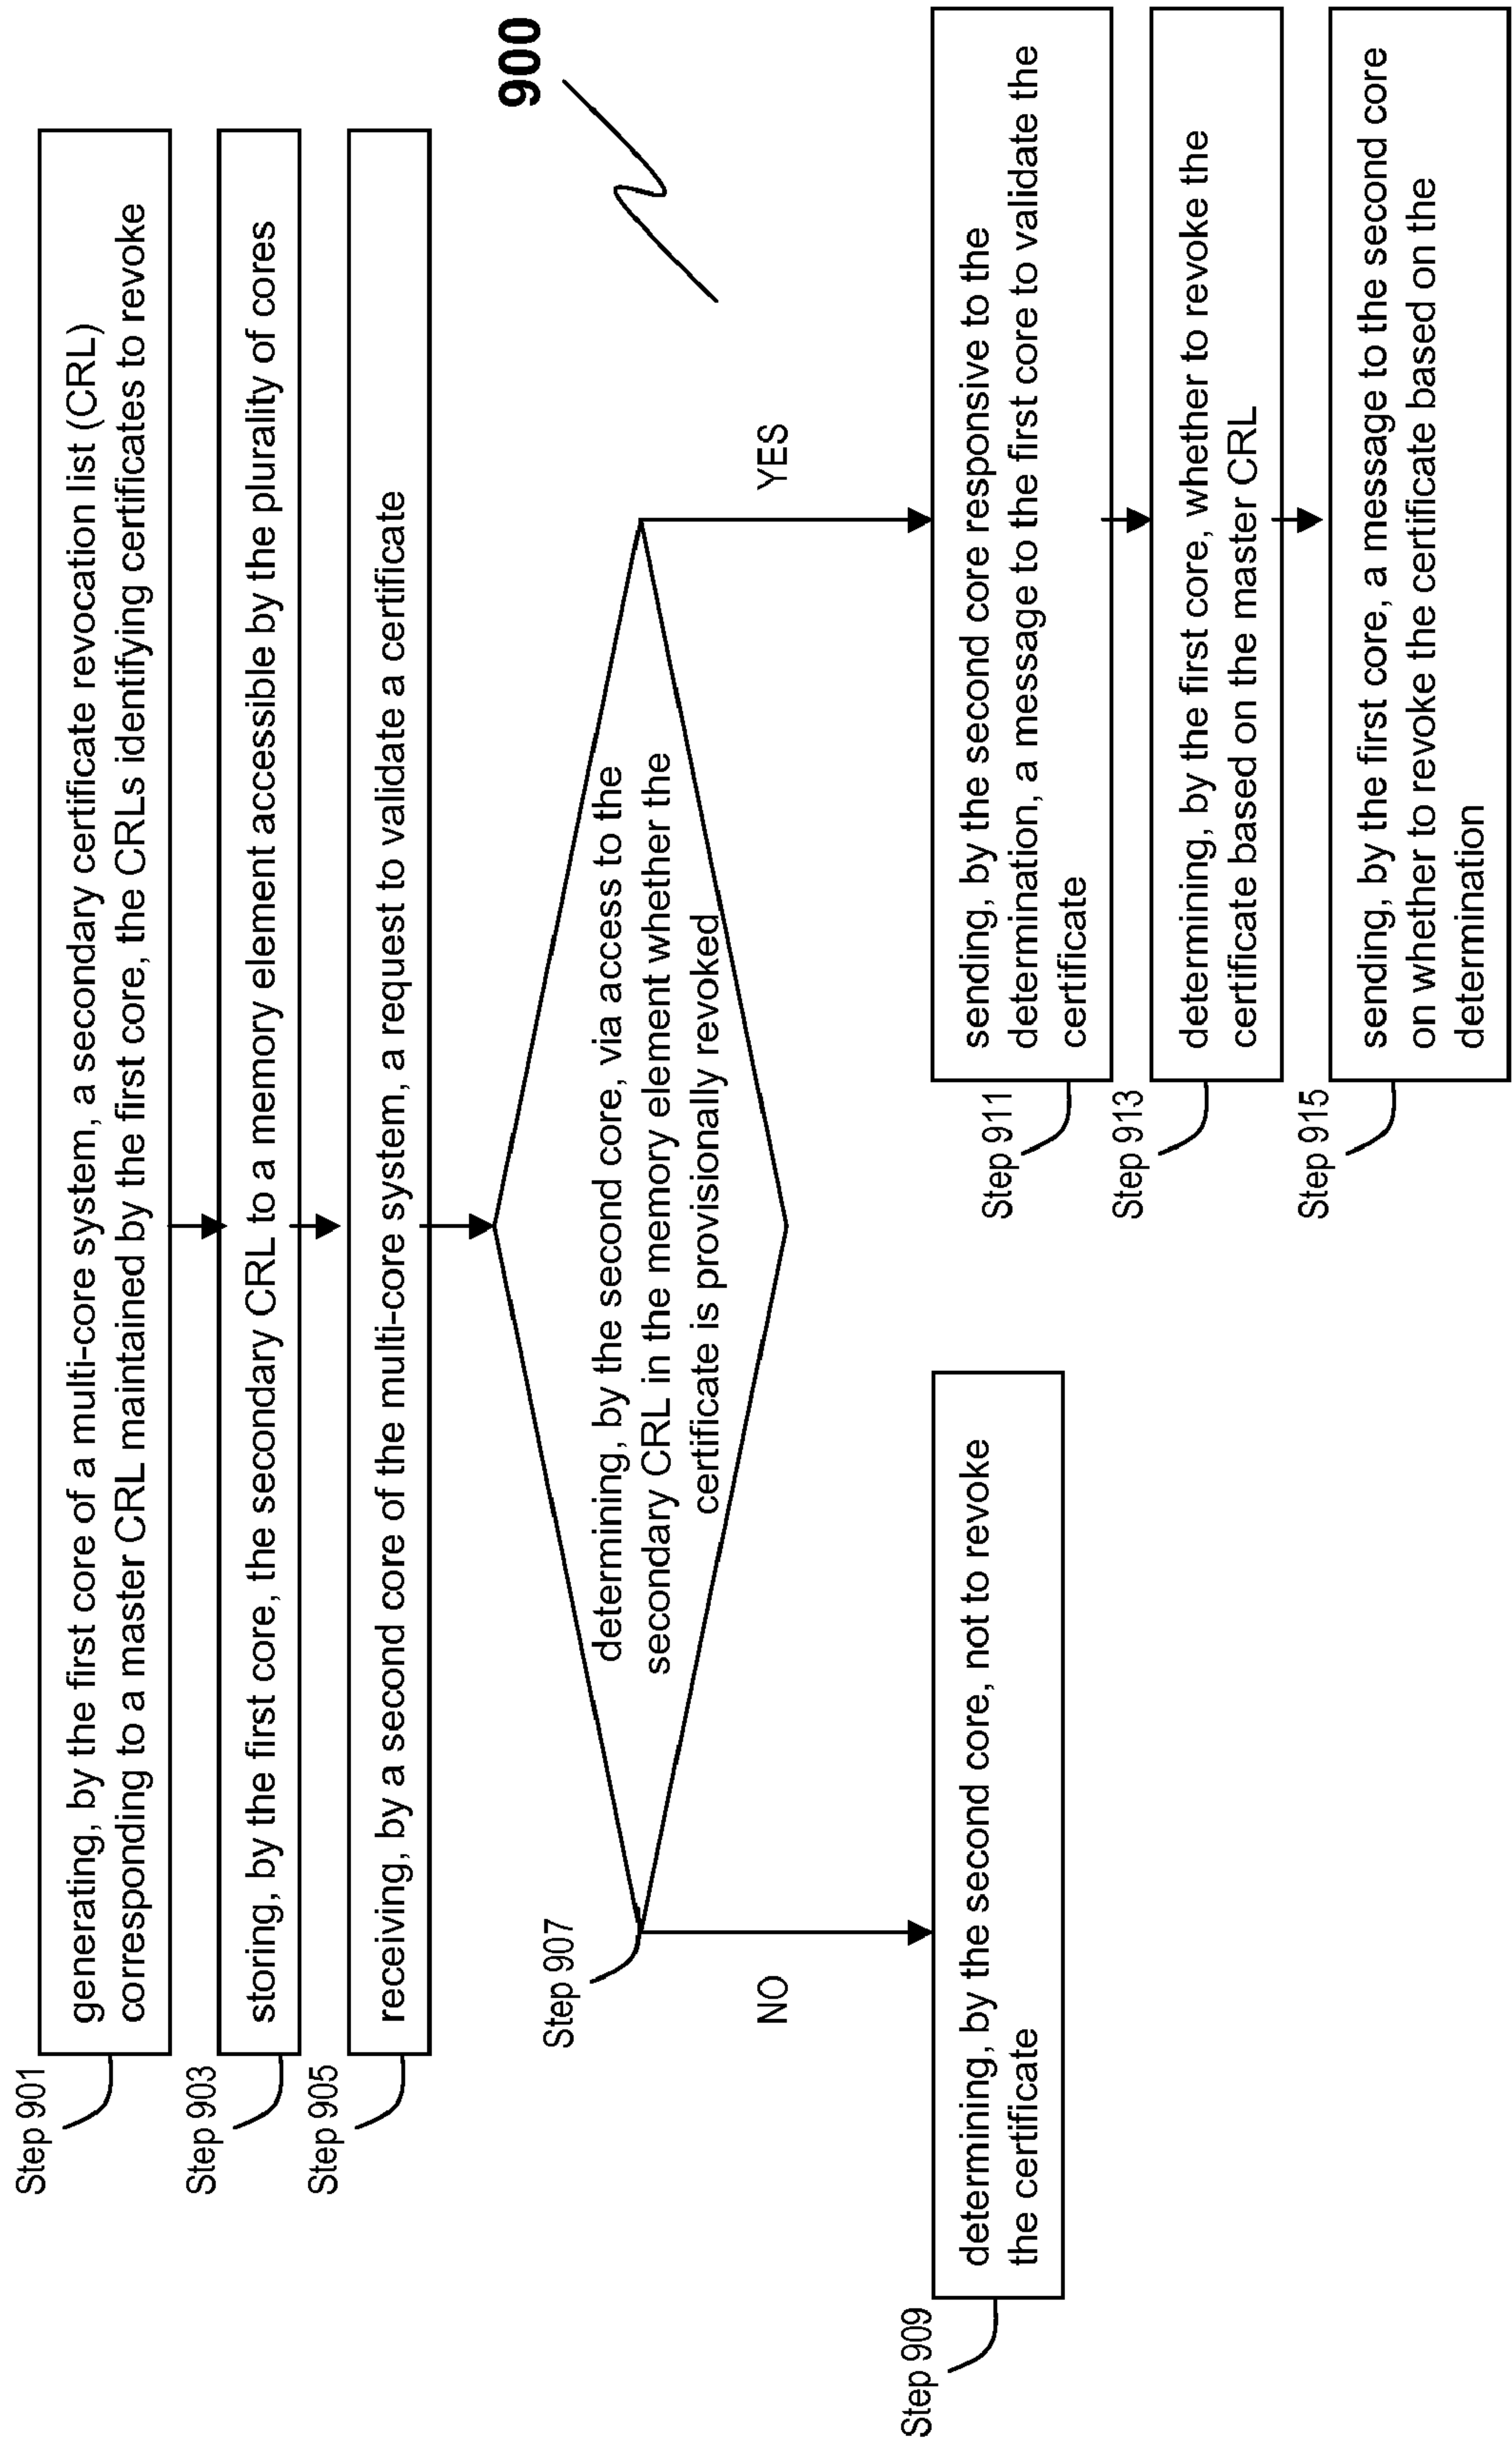 Step 901
generating, by the first core of a multi-core system, a secondary certificate revocation list (CRL)
corresponding to a master CRL maintained by the first core, the CRLs identifying certificates to revoke
Step 903
storing, by the first core, the secondary CRL to a memory element accessible by the plurality of cores
Step 905
receiving, by a second core of the multi-core system, a request to validate a certificate
900
Step 907
determining, by the second core, via access to the
secondary CRL in the memory element whether the
certificate is provisionally revoked
NO
YES
Step 909
determining, by the second core, not to revoke
the certificate
Step 911
sending, by the second core responsive to the
determination, a message to the first core to validate the
certificate
Step 913
determining, by the first core, whether to revoke the
certificate based on the master CRL
Step 915
sending, by the first core, a message to the second core
on whether to revoke the certificate based on the
determination